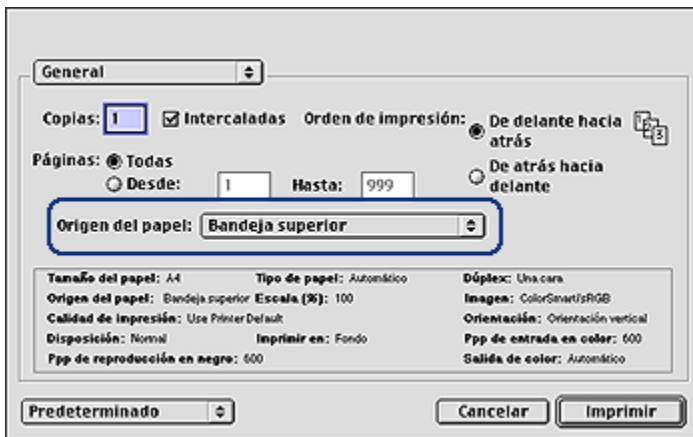 General
Copias: 1 Intercaladas Orden de impresión: De delante hacia atrás 1 2 3
Páginas: Todas
Desde: 1 Hasta: 999 De atrás hacia delante
Origen del papel: Bandeja superior
Tamaño del papel: A4 Tipo de papel: Automático Dúplex: Una cara
Origen del papel: Bandeja superior Escala (%): 100 Imagen: ColorSmart/sRGB
Calidad de impresión: Use Printer Default Orientación: Orientación vertical
Disposición: Normal Imprimir en: Fondo Ppp de entrada en color: 600
Ppp de reproducción en negro: 600 Salida de color: Automático
Predeterminado Cancelar Imprimir